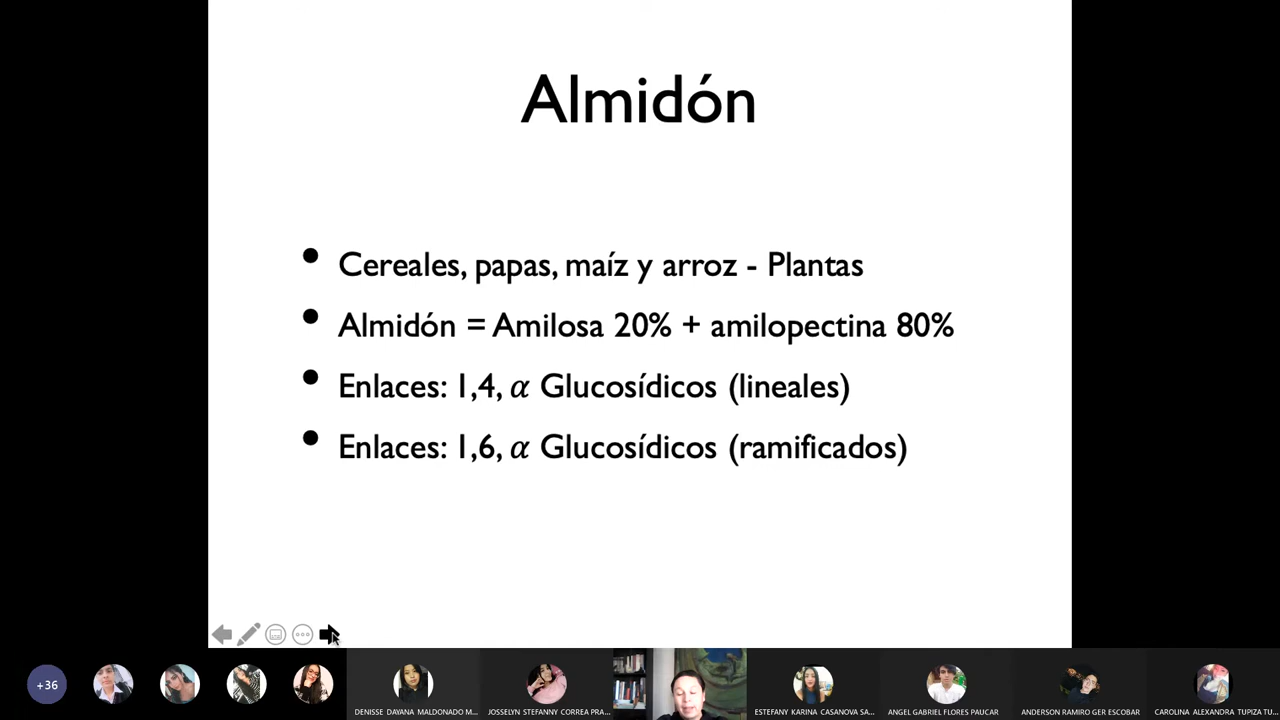 Almidón
Cereales, papas, maíz y arroz - Plantas
Almidón = Amilosa 20% + amilopectina 80%
Enlaces: 1,4, α Glucosídicos (lineales)
Enlaces: 1,6, α Glucosídicos (ramificados)
+36
DENISSE DAYANA MALDONADO M...
JOSSELYN STEFANNY CORREA PRA...
ESTEFANY KARINA CASANOVA SA...
ANGEL GABRIEL FLORES PAUCAR
ANDERSON RAMIRO GER ESCOBAR
CAROLINA ALEXANDRA TUPIZA TU...